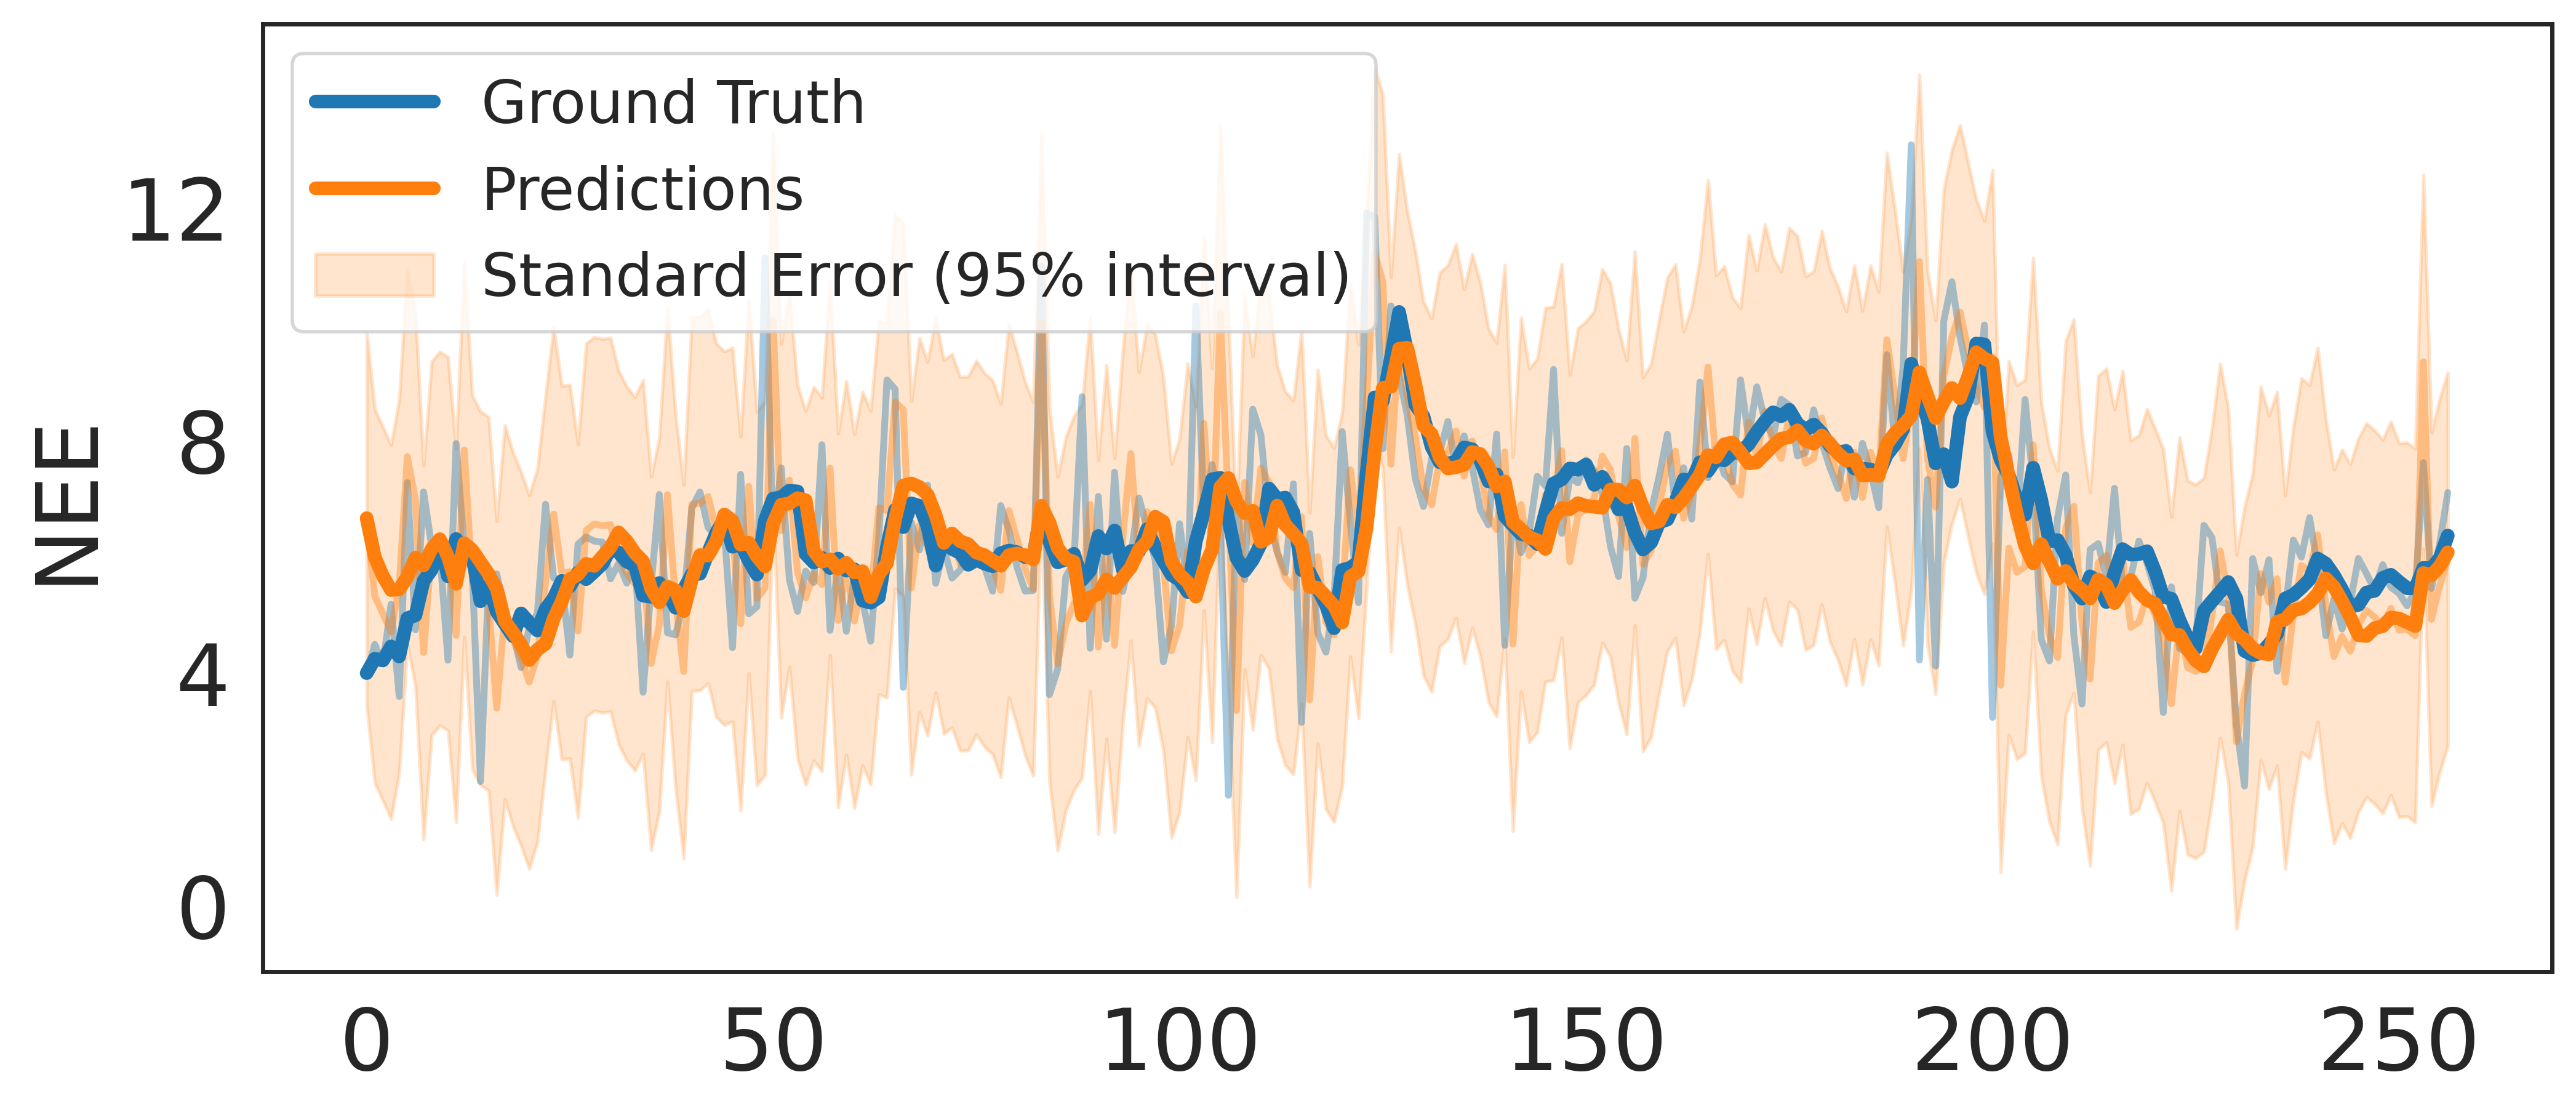 Ground Truth
Predictions
Standard Error (95% interval)
NEE
12
8
4
0
0 50 100 150 200 250